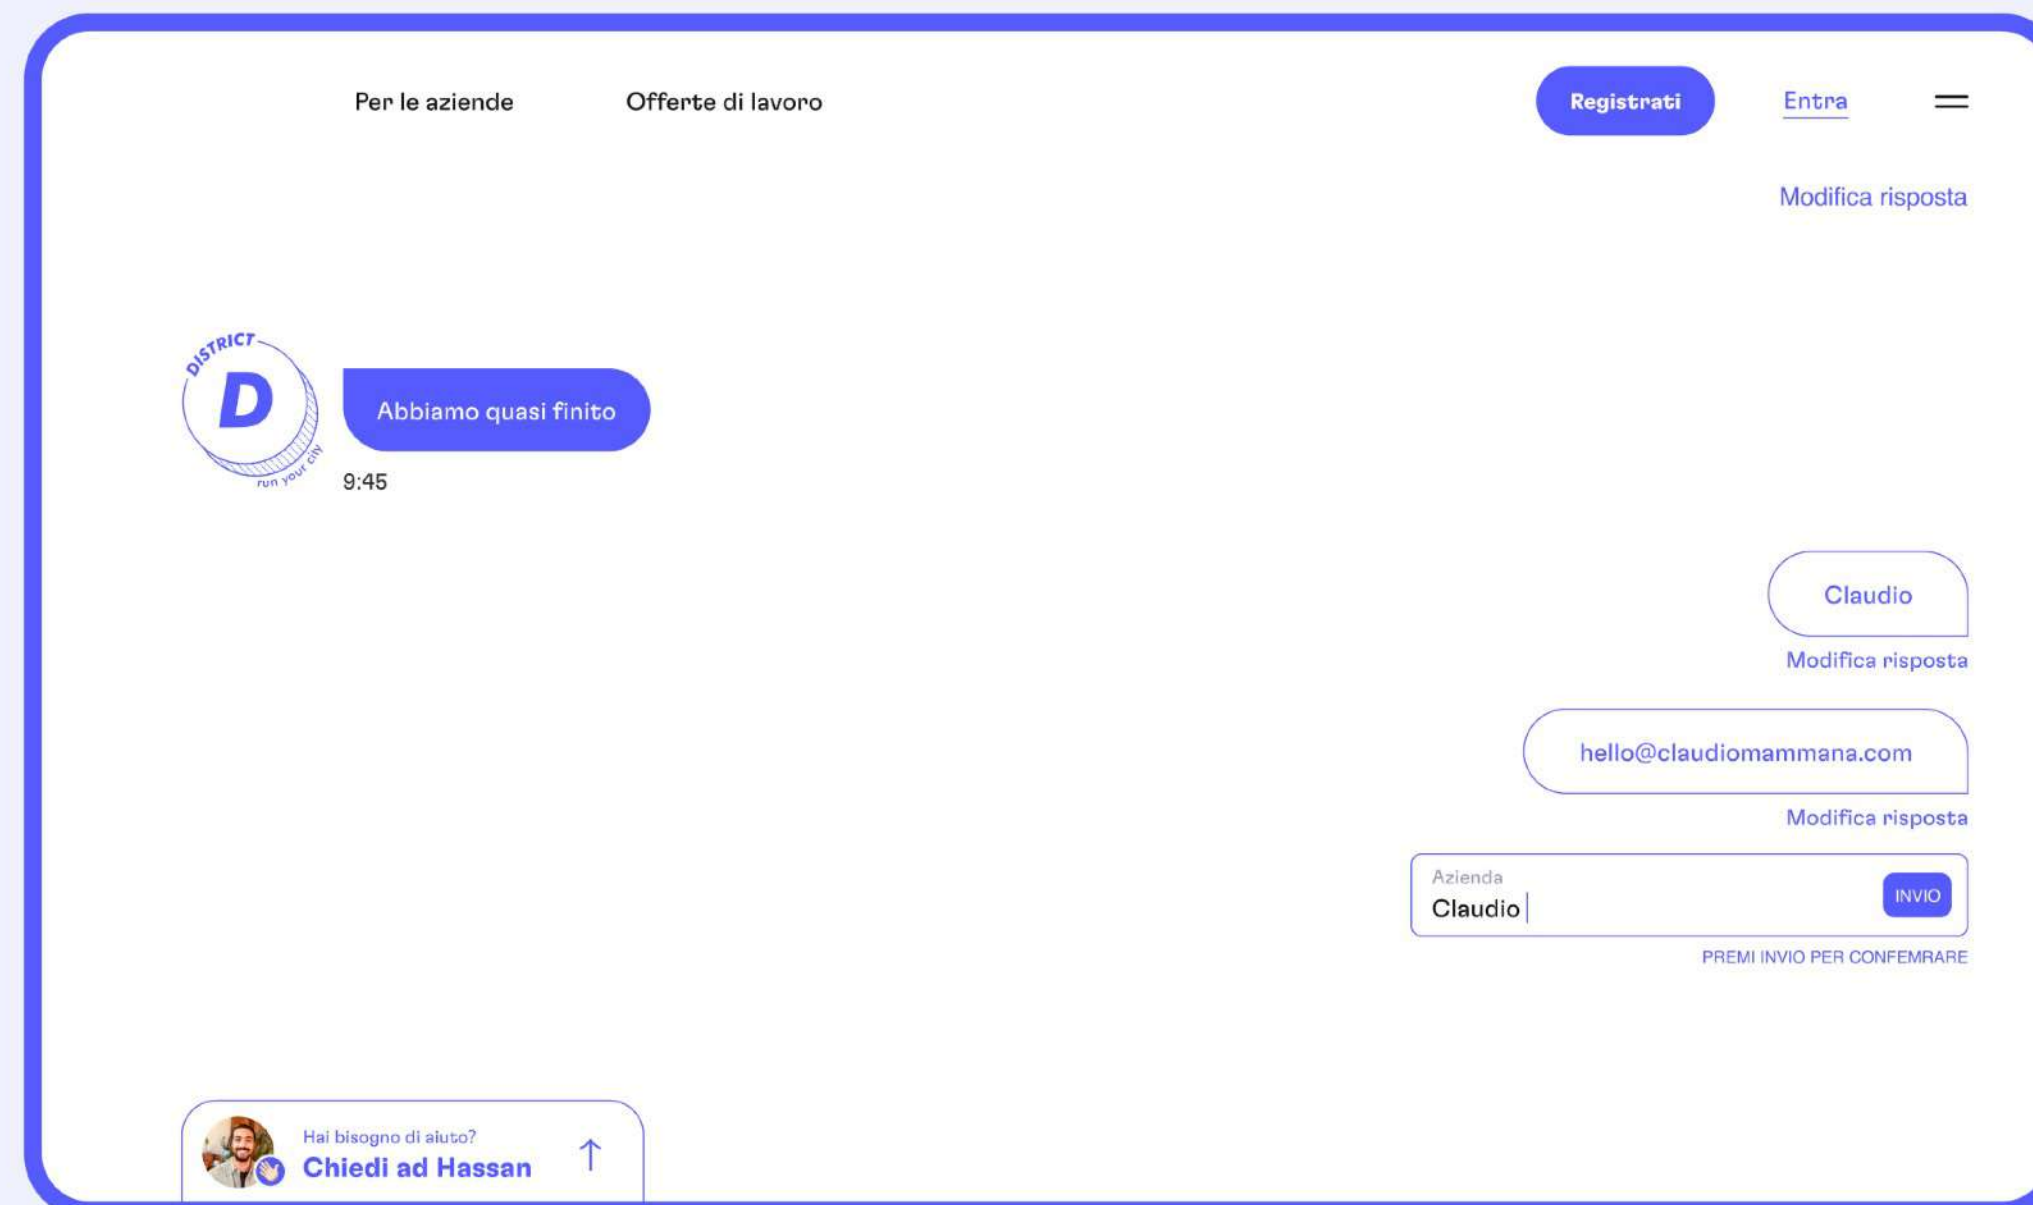 Per le aziende
Offerte di lavoro
Registrati
Entra
Modifica risposta
DISTRICT
D
run your city
Abbiamo quasi finito
9:45
Claudio
Modifica risposta
hello@claudiomammana.com
Modifica risposta
Azienda
Claudio
INVIO
PREMI INVIO PER CONFEMRARE
Hai bisogno di aiuto?
Chiedi ad Hassan